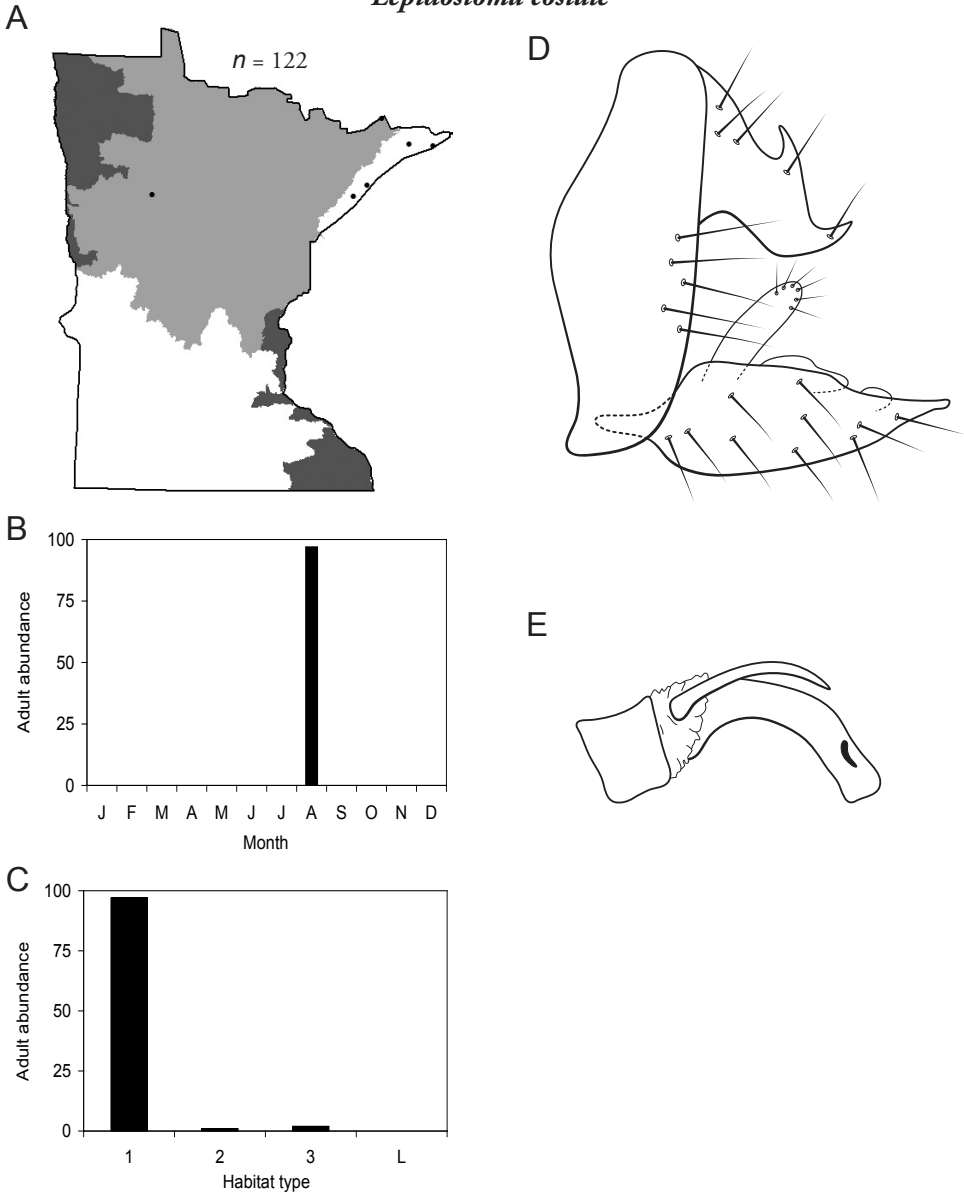 Lepidostoma costale
A
n = 122
B
100
75
50
25
0
Adult abundance
J F M A M J J A S O N D
Month
C
100
75
50
25
0
Adult abundance
1 2 3 L
Habitat type
D
E